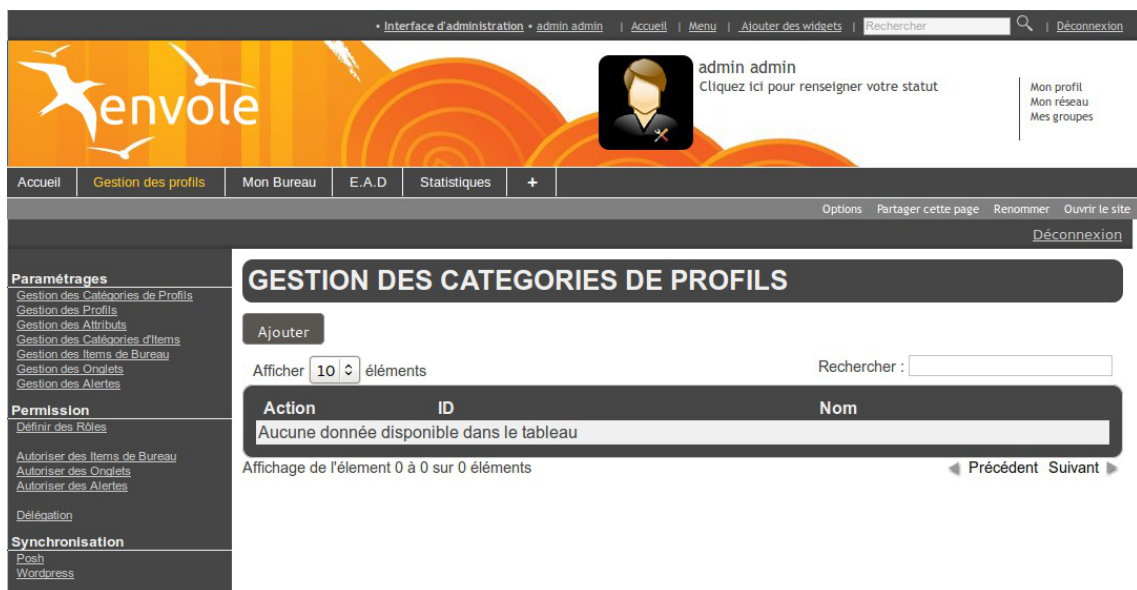 • Interface d'administration • admin admin | Accueil | Menu | Ajouter des widgets | Rechercher | Déconnexion
envole
admin admin
Cliquez ici pour renseigner votre statut
Mon profil
Mon réseau
Mes groupes
Accueil Gestion des profils Mon Bureau E.A.D Statistiques +
Options Partager cette page Renommer Ouvrir le site
Déconnexion
Paramétrages
Gestion des Catégories de Profils
Gestion des Profils
Gestion des Attributs
Gestion des Catégories d'Items
Gestion des Items de Bureau
Gestion des Onglets
Gestion des Alertes
Permission
Définir des Rôles
Autoriser des Items de Bureau
Autoriser des Onglets
Autoriser des Alertes
Délégation
Synchronisation
Posh
Wordpress
GESTION DES CATEGORIES DE PROFILS
Ajouter
Afficher 10 éléments Rechercher :
Action ID Nom
Aucune donnée disponible dans le tableau
Affichage de l'élement 0 à 0 sur 0 éléments Précédent Suivant